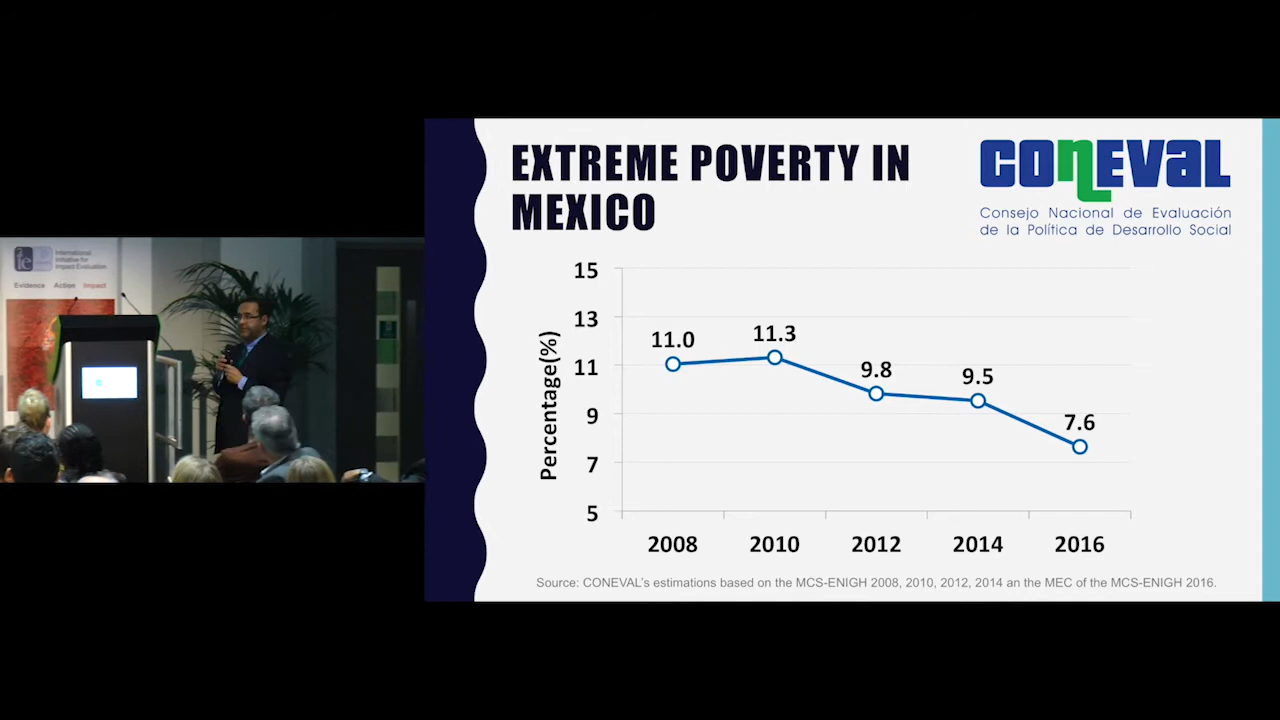 International
Initiative for
Impact Evaluation
Evidence Action Impact
EXTREME POVERTY IN
MEXICO
CONEVAL
Consejo Nacional de Evaluación
de la Política de Desarrollo Social
Percentage(%)
15
13
11
9
7
5
11.0
11.3
9.8
9.5
7.6
2008
2010
2012
2014
2016
Source: CONEVAL's estimations based on the MCS-ENIGH 2008, 2010, 2012, 2014 an the MEC of the MCS-ENIGH 2016.